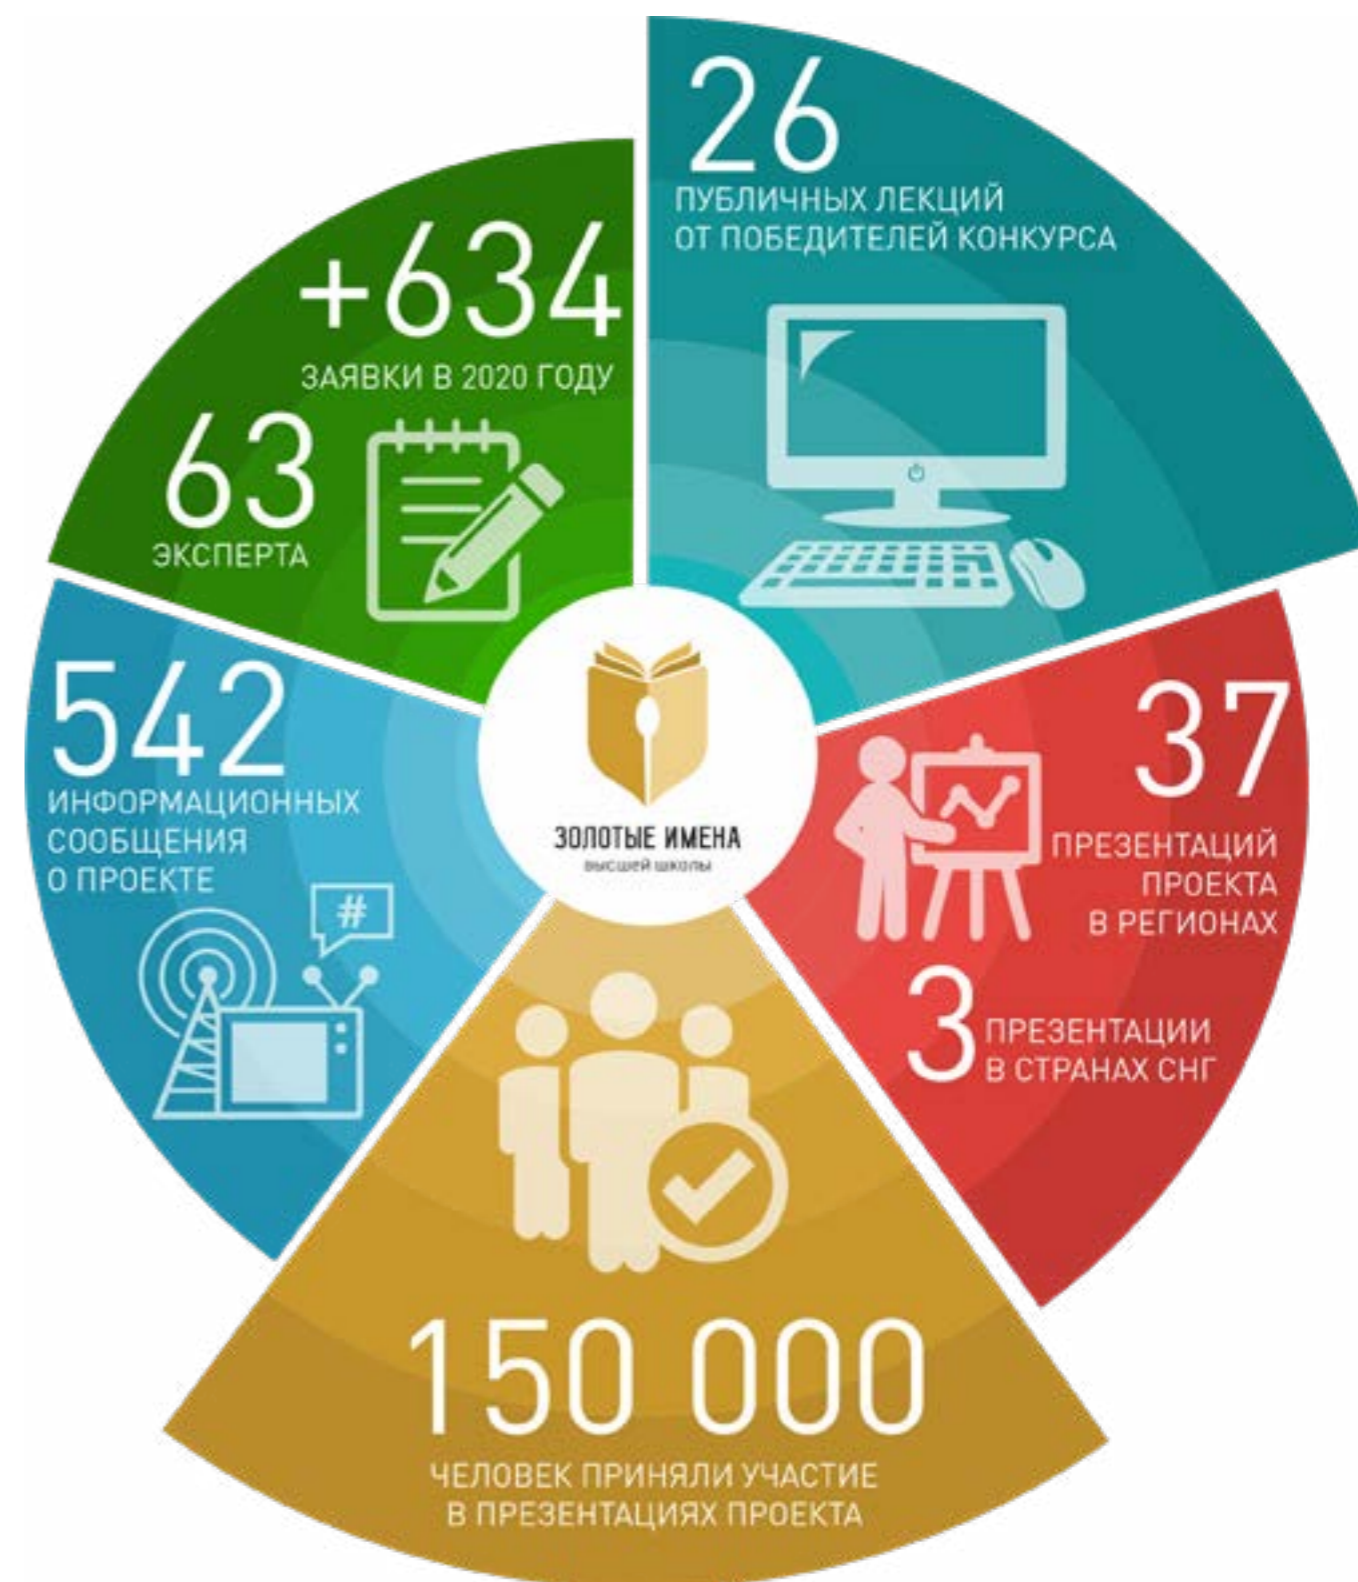 26
ПУБЛИЧНЫХ ЛЕКЦИЙ
ОТ ПОБЕДИТЕЛЕЙ КОНКУРСА
37
ПРЕЗЕНТАЦИЙ
ПРОЕКТА
В РЕГИОНАХ
3
ПРЕЗЕНТАЦИИ
В СТРАНАХ СНГ
150 000
ЧЕЛОВЕК ПРИНЯЛИ УЧАСТИЕ
В ПРЕЗЕНТАЦИЯХ ПРОЕКТА
542
ИНФОРМАЦИОННЫХ
СООБЩЕНИЯ
О ПРОЕКТЕ
#
+634
ЗАЯВКИ В 2020 ГОДУ
63
ЭКСПЕРТА
ЗОЛОТЫЕ ИМЕНА
высшей школы